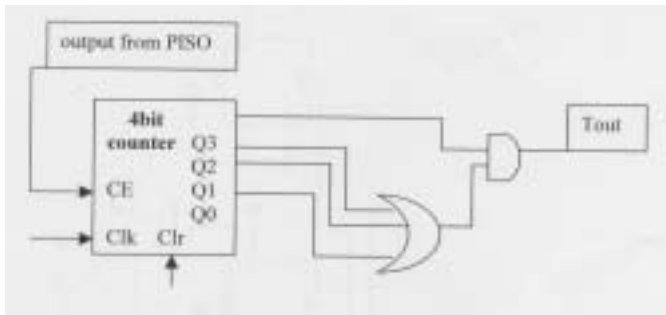 output from PISO
4bit
counter Q3
Q2
CE Q1
Q0
Clk Clr
Tout